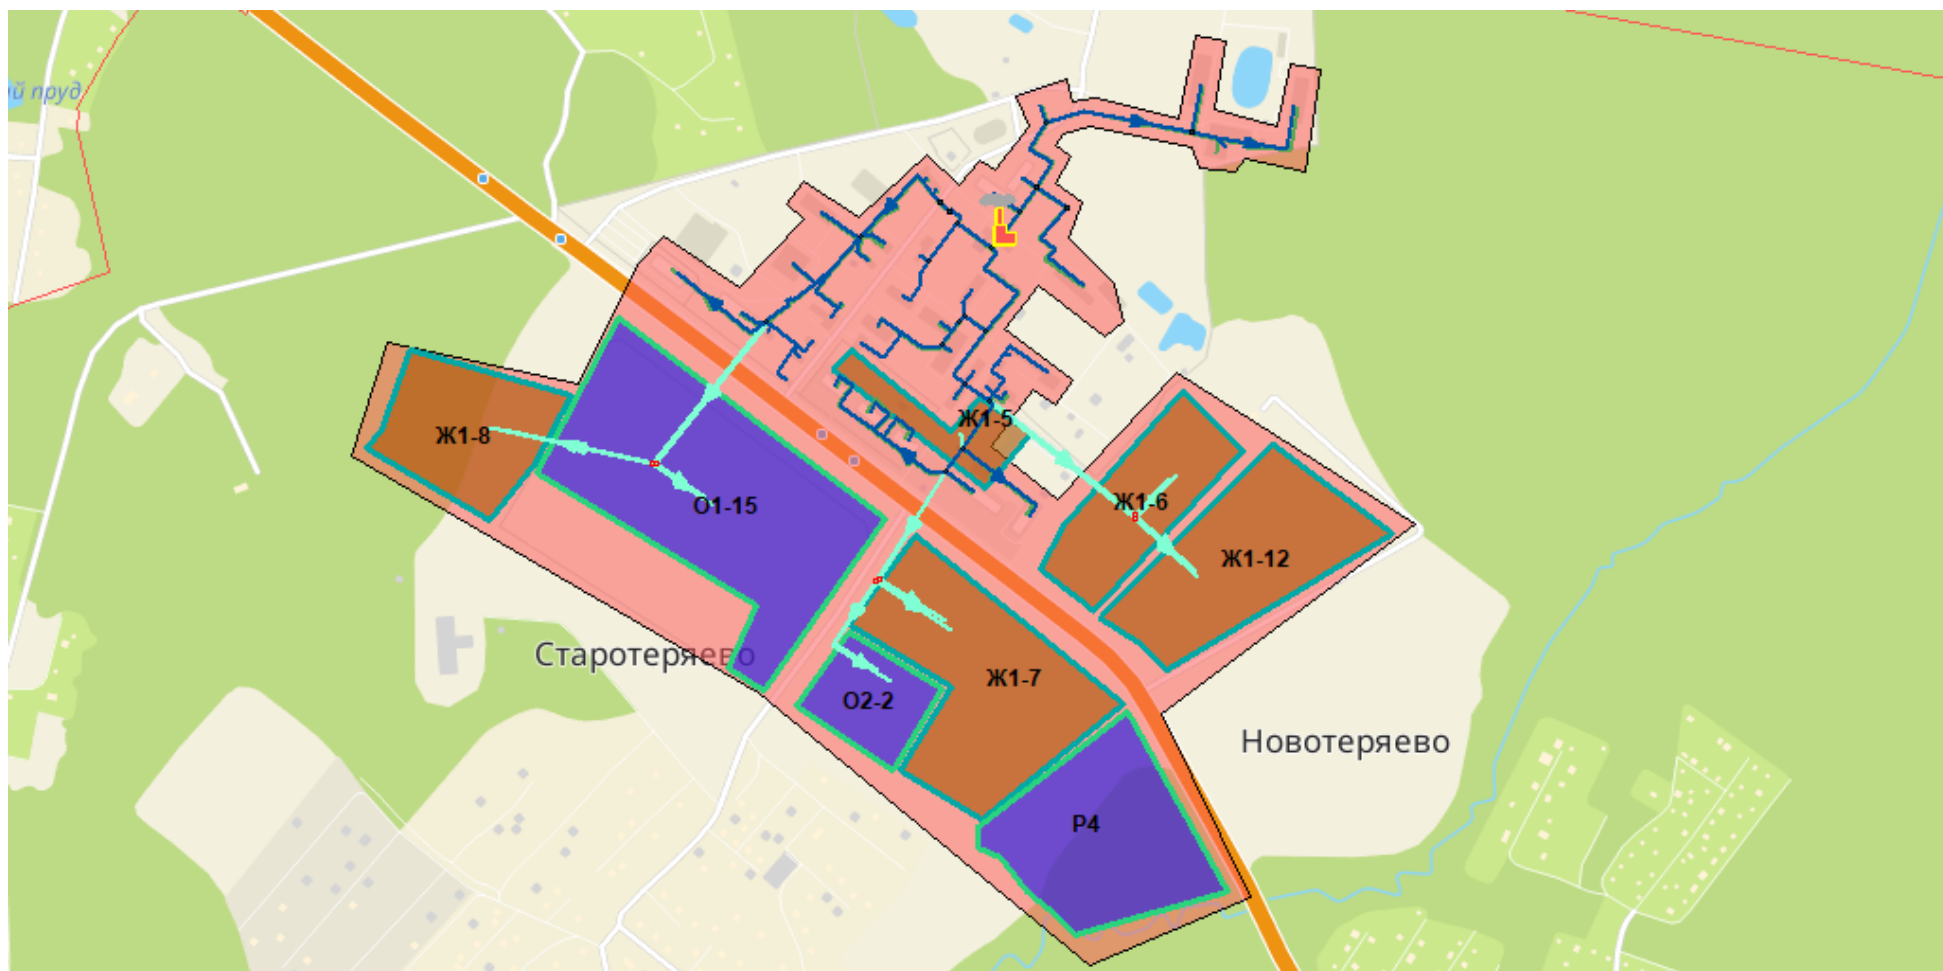 й пруд
Ж1-5
Ж1-8
О1-15
Ж1-6
Ж1-12
Старотеряево
Ж1-7
О2-2
Новотеряево
Р4